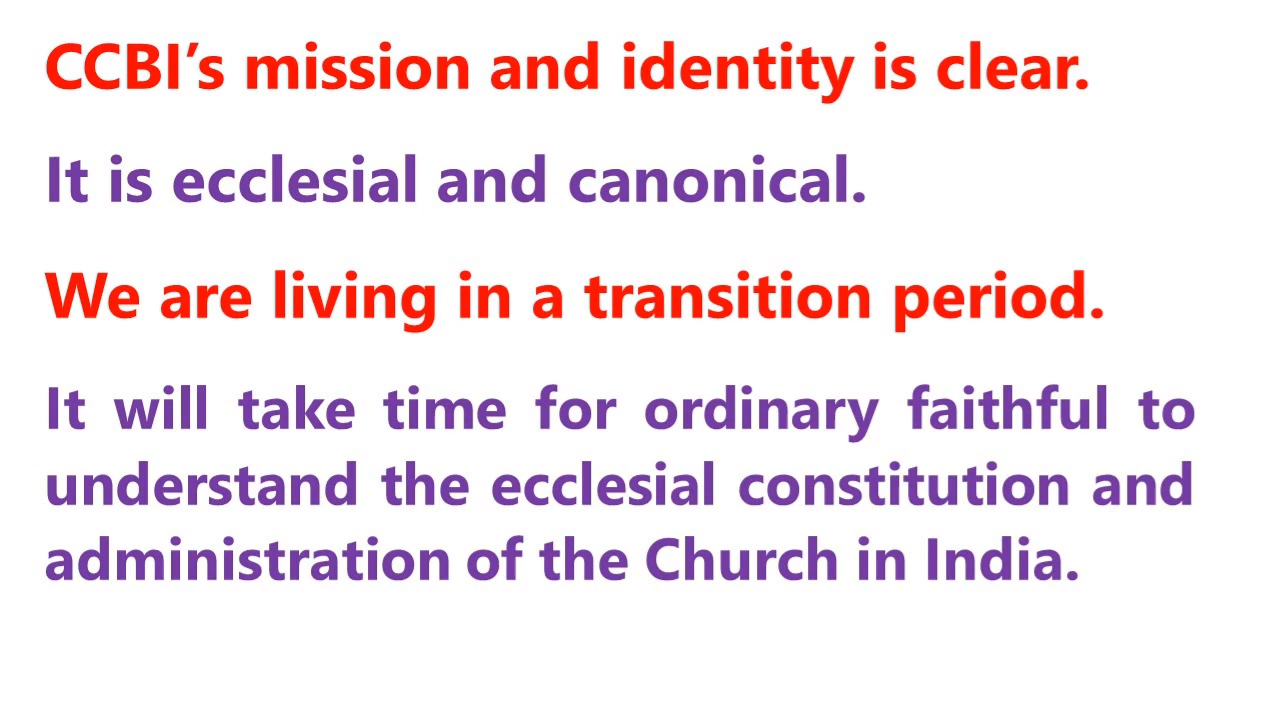 CCBI’s mission and identity is clear.
It is ecclesial and canonical.
We are living in a transition period.
It will take time for ordinary faithful to
understand the ecclesial constitution and
administration of the Church in India.